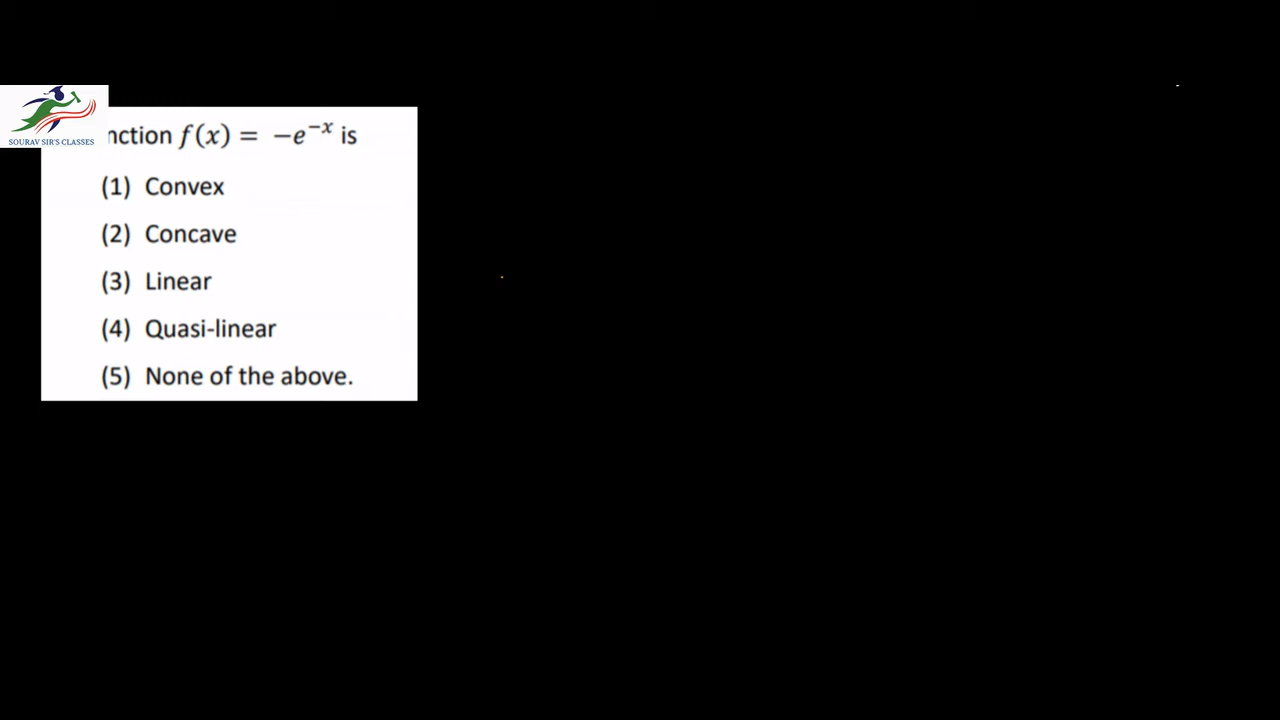 SOURAV SIR'S CLASSES
nction f(x) = −e^{−x} is
(1) Convex
(2) Concave
(3) Linear
(4) Quasi-linear
(5) None of the above.